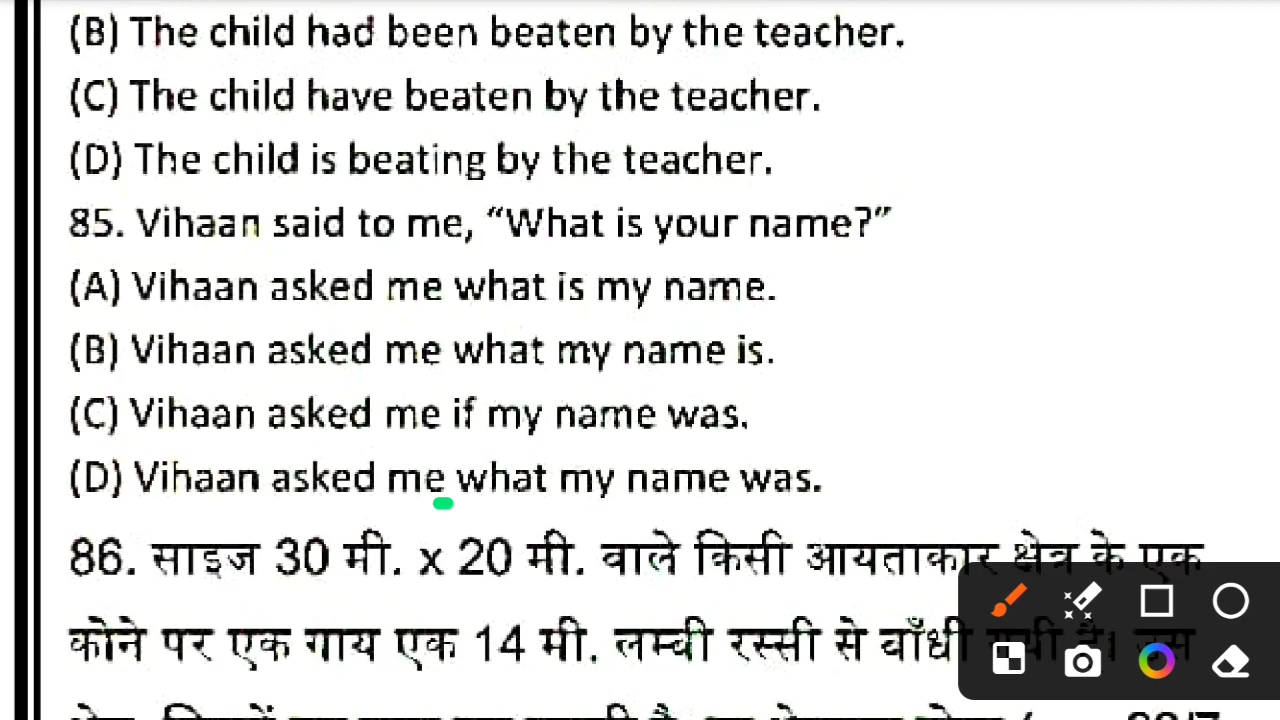 (B) The child had been beaten by the teacher.
(C) The child have beaten by the teacher.
(D) The child is beating by the teacher.
85. Vihaan said to me, “What is your name?”
(A) Vihaan asked me what is my name.
(B) Vihaan asked me what my name is.
(C) Vihaan asked me if my name was.
(D) Vihaan asked me what my name was.
86. साइज 30 मी. x 20 मी. वाले किसी आयताकार क्षेत्र के एक
कोने पर एक गाय एक 14 मी. लम्बी रस्सी से बाँधी गयी है। उस